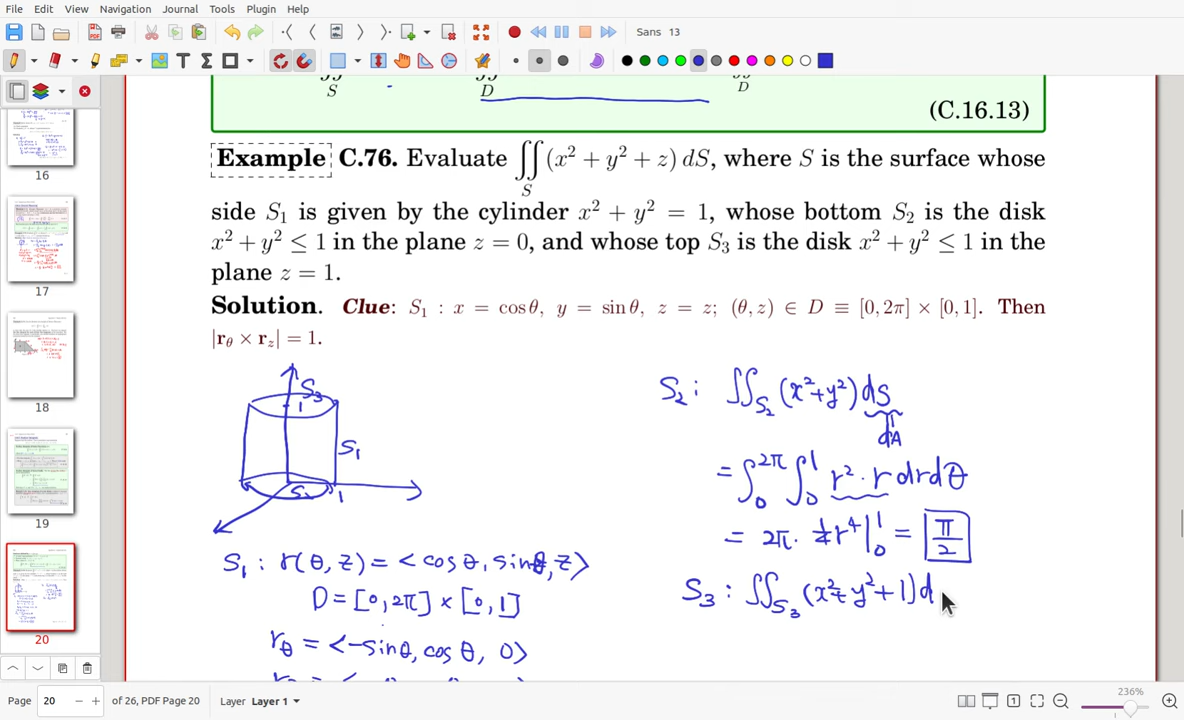 File Edit View Navigation Journal Tools Plugin Help
Sans 13
S D D
(C.16.13)
Example C.76. Evaluate ∬_S (x² + y² + z) dS, where S is the surface whose
side S₁ is given by the cylinder x² + y² = 1, whose bottom S₂ is the disk
x² + y² ≤ 1 in the plane z = 0, and whose top S₃ is the disk x² + y² ≤ 1 in the
plane z = 1.
Solution. Clue: S₁ : x = cos θ, y = sin θ, z = z; (θ, z) ∈ D ≡ [0, 2π] × [0, 1]. Then
|r_θ × r_z| = 1.
S₃
1
S₁
S₂ 1
S₁ : r(θ, z) = <cos θ, sin θ, z>
D = [0, 2π] × [0, 1]
r_θ = <-sin θ, cos θ, 0>
S₂ : ∬_S₂ (x²+y²) dS
dA
= ∫₀^2π ∫₀^1 r² · r dr dθ
= 2π · ¼ r⁴|₀^1 = π/2
S₃ : ∬_S₃ (x² + y² + 1) d
16
17
18
19
20
Page 20 of 26, PDF Page 20 Layer Layer 1
236%